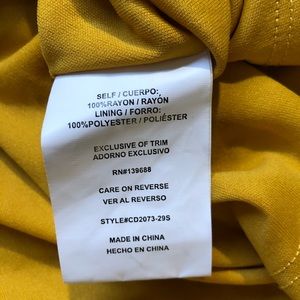 SELF / CUERPO:
100%RAYON / RAYÓN
LINING / FORRO:
100%POLYESTER / POLIÉSTER
EXCLUSIVE OF TRIM
ADORNO EXCLUSIVO
RN#139688
CARE ON REVERSE
VER AL REVERSO
STYLE#CD2073-29S
MADE IN CHINA
HECHO EN CHINA